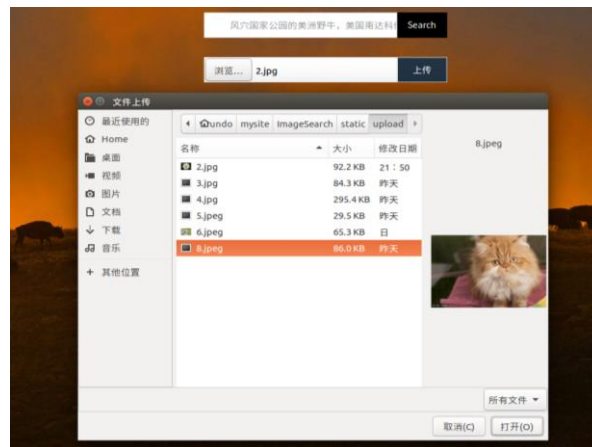 风穴国家公园的美洲野牛，美国南达科他
Search
浏览... 2.jpg 上传
文件上传
最近使用的
Home
桌面
视频
图片
文档
下载
音乐
+ 其他位置
undo mysite ImageSearch static upload
名称 大小 修改日期
2.jpg 92.2 KB 21：50
3.jpg 84.3 KB 昨天
4.jpg 295.4 KB 昨天
5.jpeg 29.5 KB 昨天
6.jpeg 65.3 KB 日
8.jpeg 86.0 KB 昨天
8.jpeg
所有文件
取消(C) 打开(O)